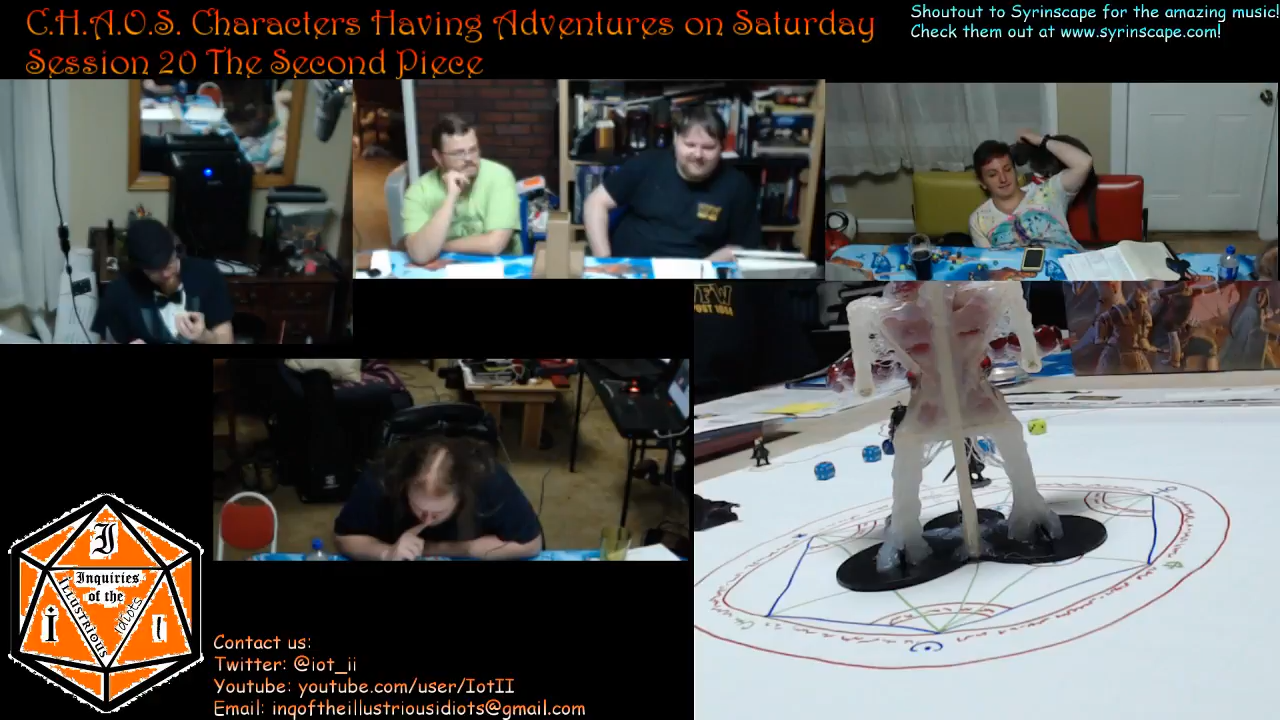 C.H.A.O.S. Characters Having Adventures on Saturday
Session 20 The Second Piece
Shoutout to Syrinscape for the amazing music!
Check them out at www.syrinscape.com!
VFW
POST
I
Inquiries
of the
ILLUSTRIOUS
idiots
i
I
Contact us:
Twitter: @iot_ii
Youtube: youtube.com/user/IotII
Email: inqoftheillustriousidiots@gmail.com